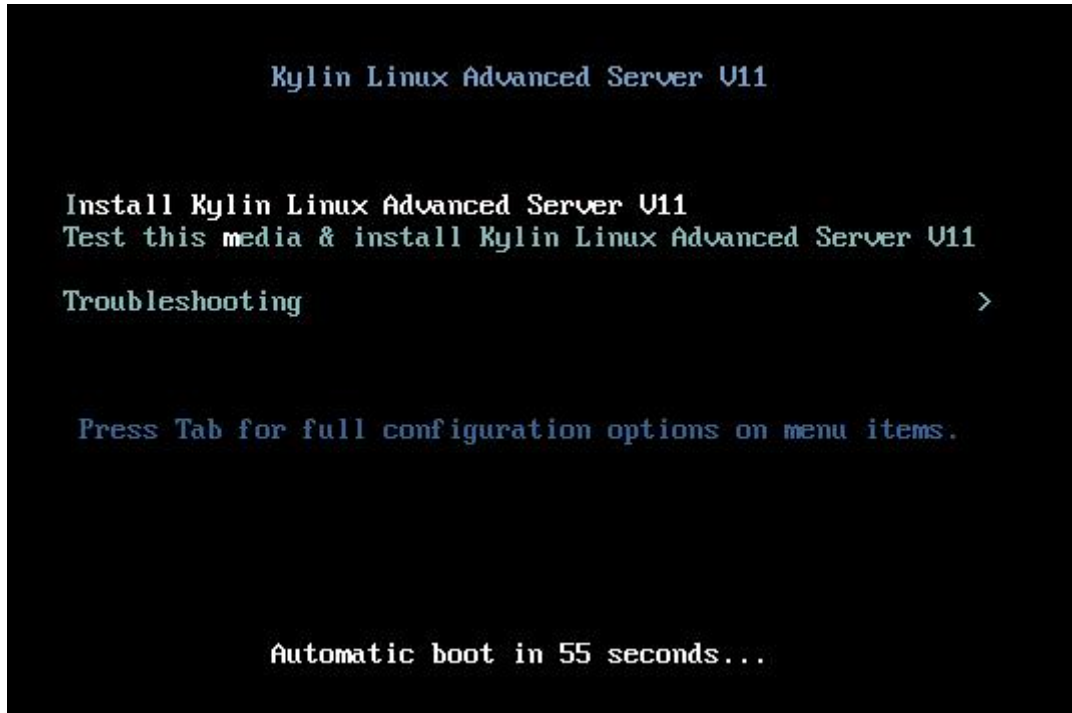 Kylin Linux Advanced Server V11
Install Kylin Linux Advanced Server V11
Test this media & install Kylin Linux Advanced Server V11
Troubleshooting >
Press Tab for full configuration options on menu items.
Automatic boot in 55 seconds...